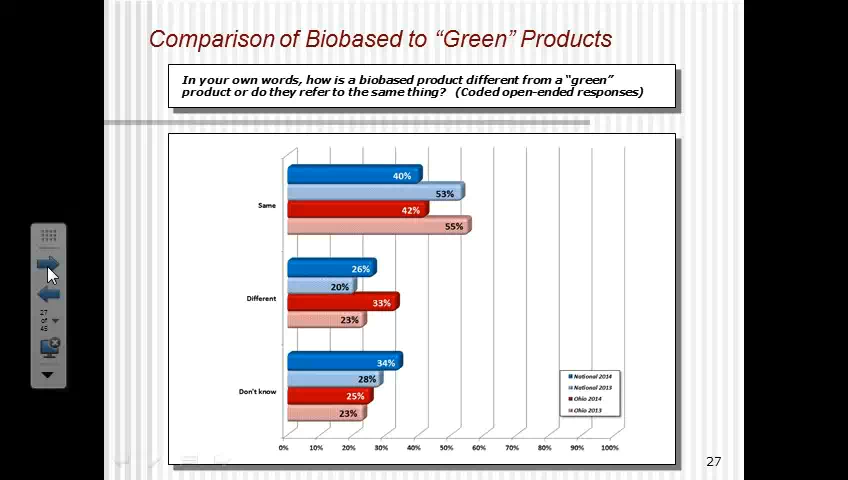 Comparison of Biobased to “Green” Products
In your own words, how is a biobased product different from a “green”
product or do they refer to the same thing? (Coded open-ended responses)
Same
40%
53%
42%
55%
Different
26%
20%
33%
23%
Don't know
34%
28%
25%
23%
National 2014
National 2013
Ohio 2014
Ohio 2013
0% 10% 20% 30% 40% 50% 60% 70% 80% 90% 100%
27
of
45
27